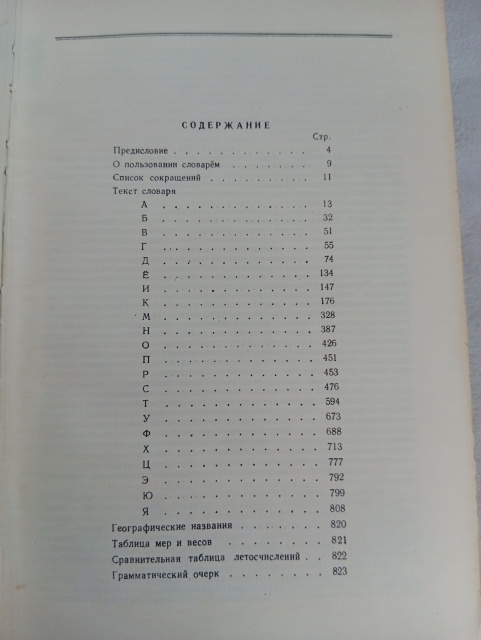 СОДЕРЖАНИЕ
Стр.
Предисловие . . . . . . . . . . . 4
О пользовании словарём . . . . . . . 9
Список сокращений . . . . . . . . 11
Текст словаря
А . . . . . . . . . . . . 13
Б . . . . . . . . . . . . 32
В . . . . . . . . . . . . 51
Г . . . . . . . . . . . . 55
Д . . . . . . . . . . . . 74
Ё . . . . . . . . . . . . 134
И . . . . . . . . . . . . 147
К . . . . . . . . . . . . 176
М . . . . . . . . . . . . 328
Н . . . . . . . . . . . . 387
О . . . . . . . . . . . . 426
П . . . . . . . . . . . . 451
Р . . . . . . . . . . . . 453
С . . . . . . . . . . . . 476
Т . . . . . . . . . . . . 594
У . . . . . . . . . . . . 673
Ф . . . . . . . . . . . . 688
Х . . . . . . . . . . . . 713
Ц . . . . . . . . . . . . 777
Э . . . . . . . . . . . . 792
Ю . . . . . . . . . . . . 799
Я . . . . . . . . . . . . 808
Географические названия . . . . . . 820
Таблица мер и весов . . . . . . . 821
Сравнительная таблица летосчислений . . 822
Грамматический очерк . . . . . . . 823